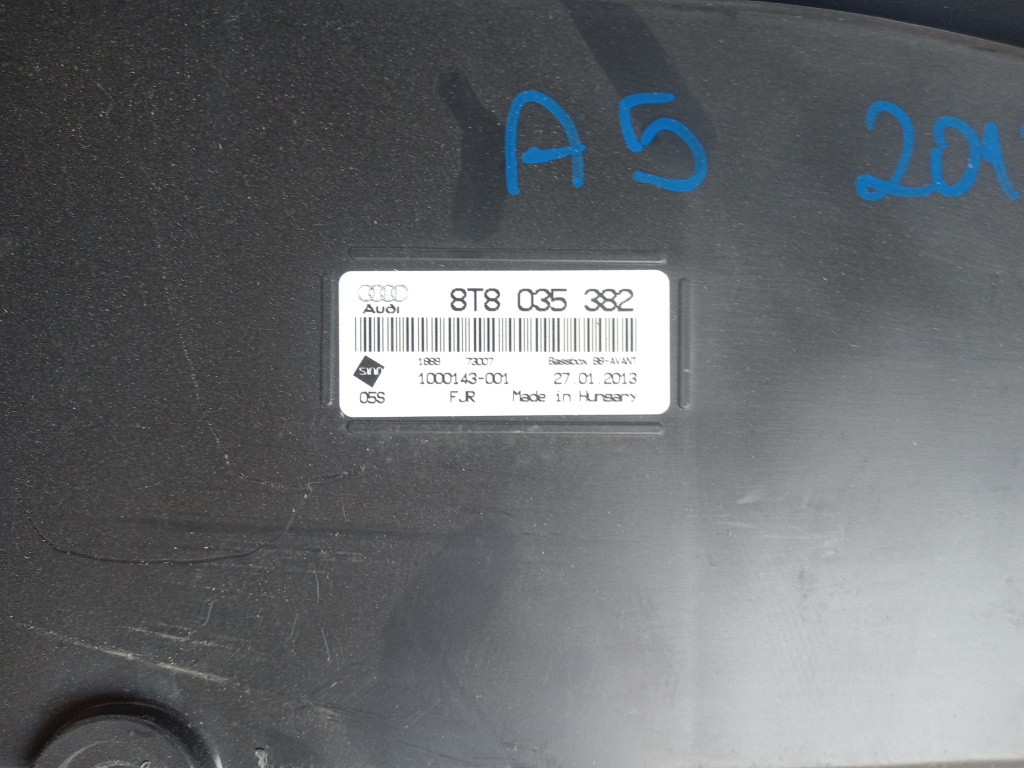 A5 201
8T8 035 382
Audi
1889 73007 Bassbox B8-AVANT
1000143-001 27.01.2013
05S FJR Made in Hungary